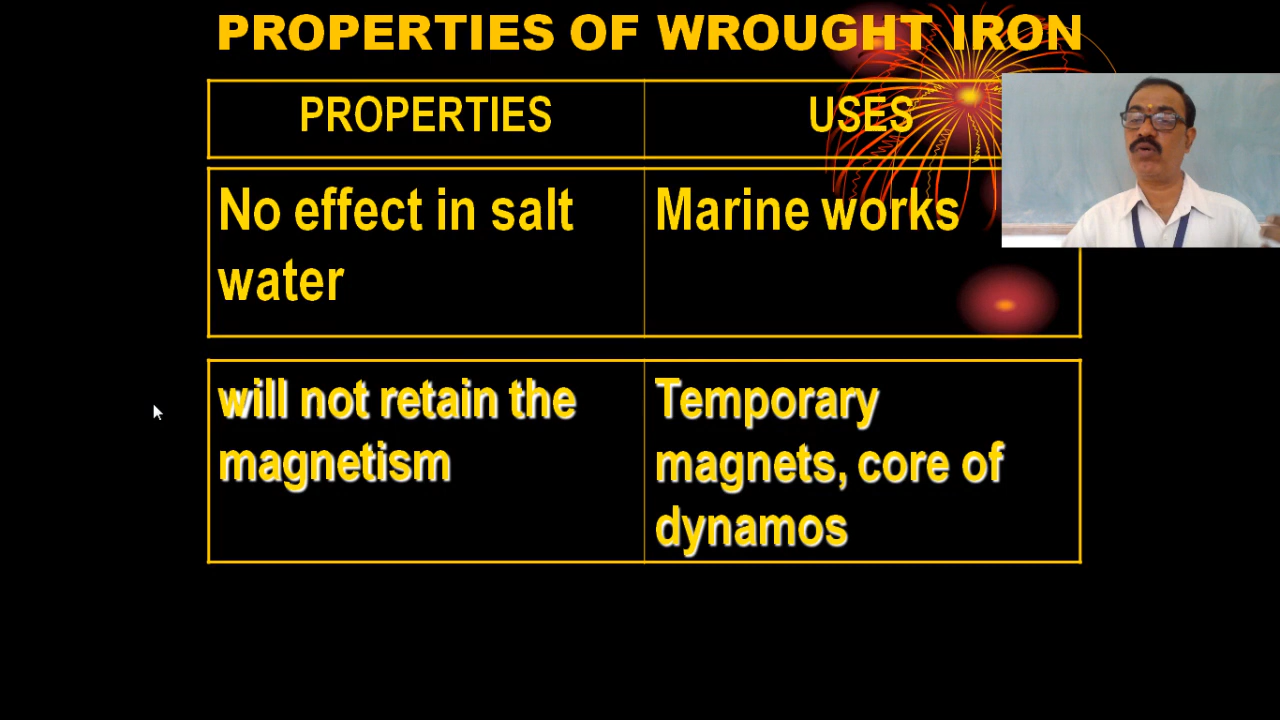 PROPERTIES OF WROUGHT IRON
PROPERTIES
USES
No effect in salt
water
Marine works
will not retain the
magnetism
Temporary
magnets, core of
dynamos